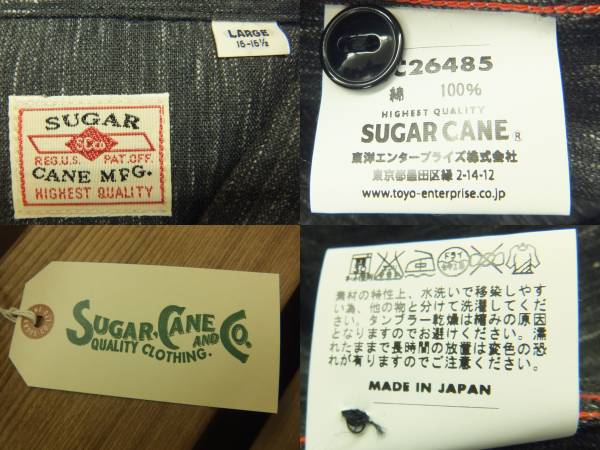 LARGE
15-15½
SUGAR
SC Co
REG.U.S. PAT.OFF.
CANE MFG.
HIGHEST QUALITY
C26485
綿 100%
HIGHEST QUALITY
SUGAR CANE ®
東洋エンタープライズ株式会社
東京都墨田区緑2-14-12
www.toyo-enterprise.co.jp
SUGAR CANE AND CO.
QUALITY CLOTHING.
ドライ
素材の特性上、水洗いで移染しやす
い為、他の物と分けて洗濯してくだ
さい。タンブラー乾燥は縮みの原因
となりますのでお避けください。濡
れたままで長時間の放置は変色の恐
れが有りますのでご注意ください。
MADE IN JAPAN